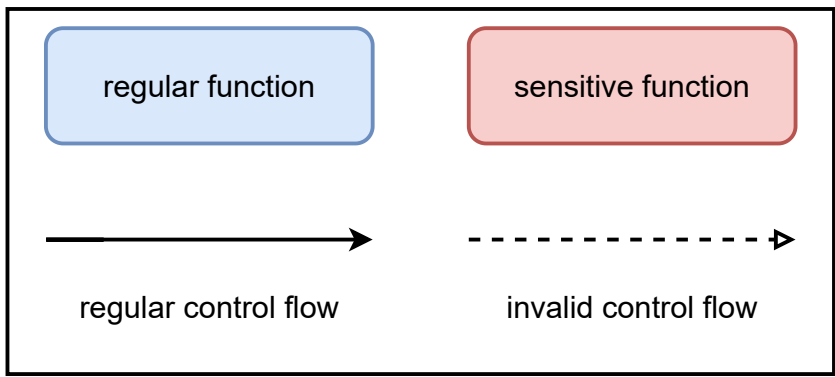 regular function
sensitive function
regular control flow
invalid control flow